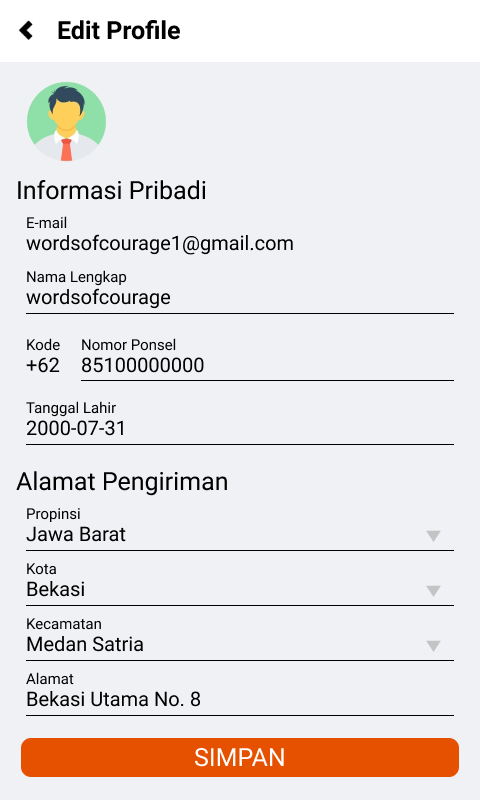 Edit Profile
Informasi Pribadi
E-mail
wordsofcourage1@gmail.com
Nama Lengkap
wordsofcourage
Kode Nomor Ponsel
+62 85100000000
Tanggal Lahir
2000-07-31
Alamat Pengiriman
Propinsi
Jawa Barat
Kota
Bekasi
Kecamatan
Medan Satria
Alamat
Bekasi Utama No. 8
SIMPAN